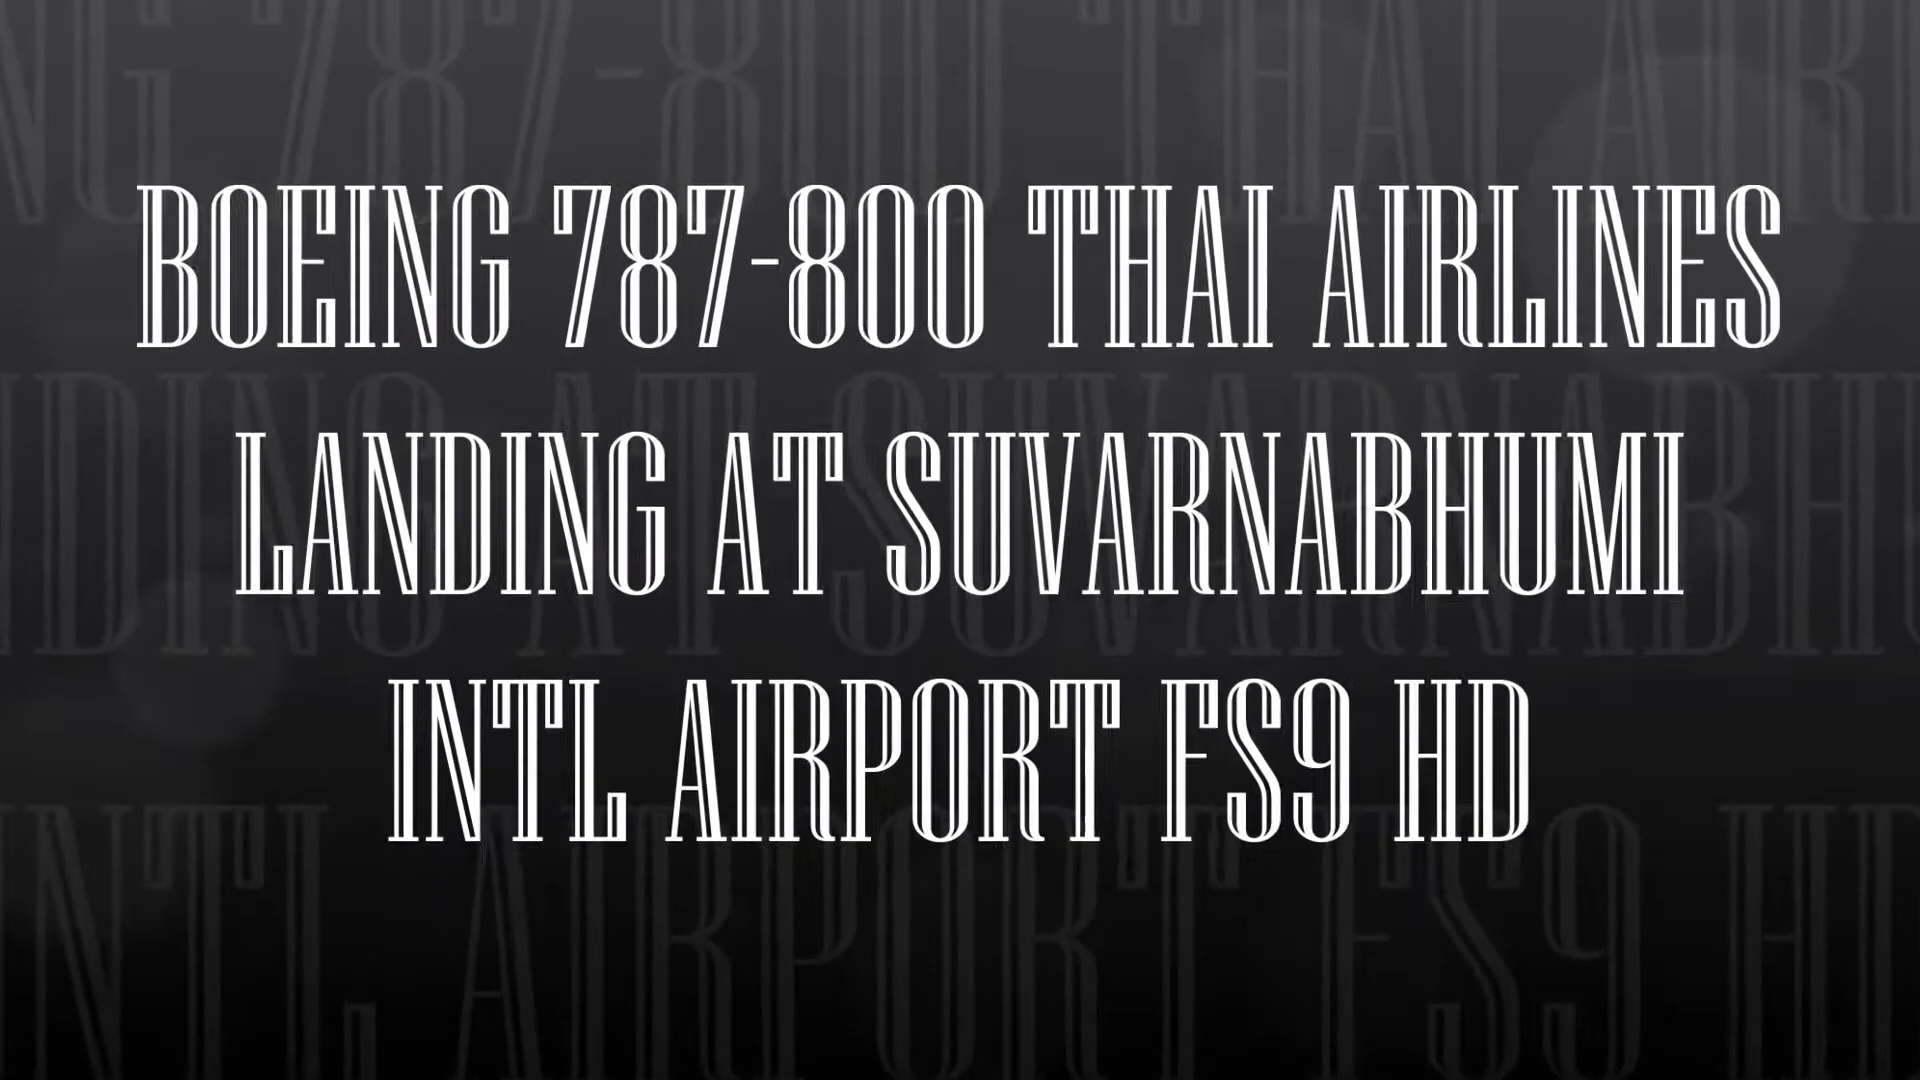 BOEING 787-800 THAI AIRLINES
LANDING AT SUVARNABHUMI
INTL AIRPORT FS9 HD